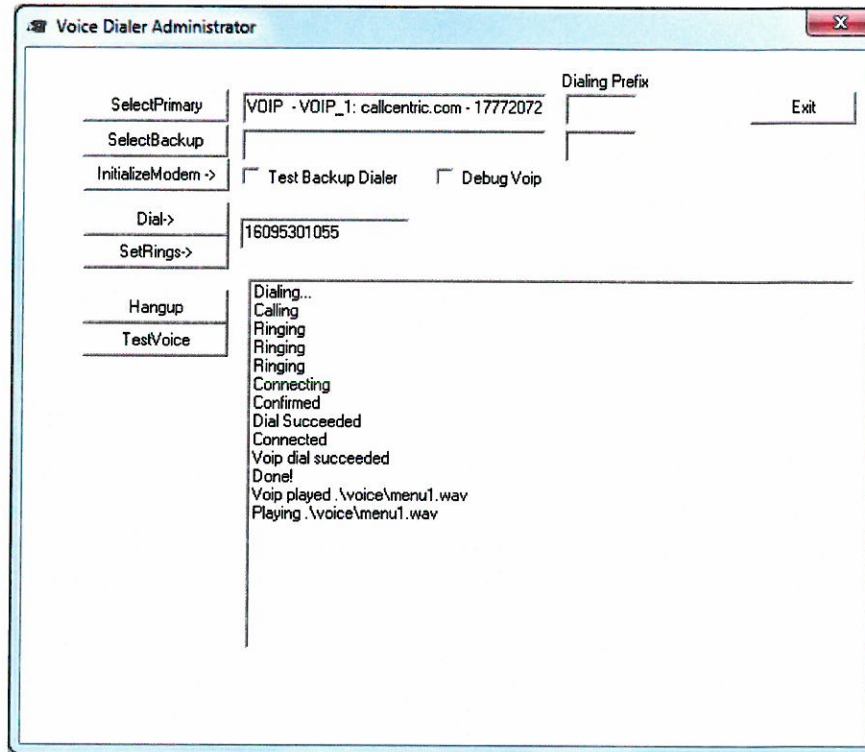 Voice Dialer Administrator
Dialing Prefix
SelectPrimary VOIP - VOIP_1: callcentric.com - 17772072 Exit
SelectBackup
InitializeModem -> Test Backup Dialer Debug Voip
Dial->
16095301055
SetRings->
Hangup
TestVoice
Dialing...
Calling
Ringing
Ringing
Ringing
Connecting
Confirmed
Dial Succeeded
Connected
Voip dial succeeded
Done!
Voip played .\voice\menu1.wav
Playing .\voice\menu1.wav